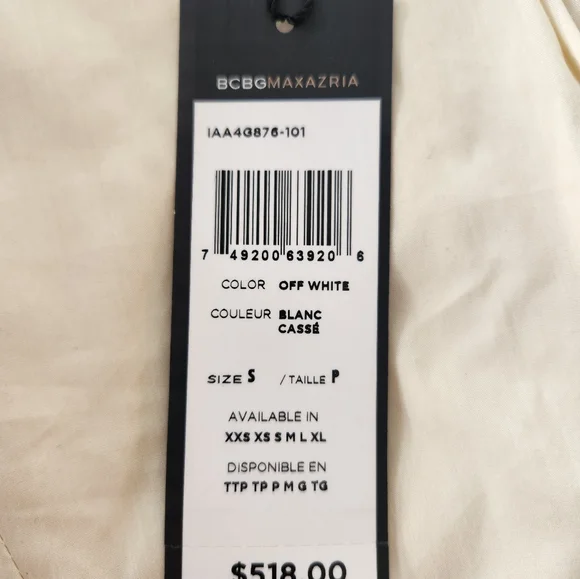 BCBGMAXAZRIA
IAA4G876-101
7 49200 63920 6
COLOR OFF WHITE
COULEUR BLANC
CASSÉ
SIZE S / TAILLE P
AVAILABLE IN
XXS XS S M L XL
DISPONIBLE EN
TTP TP P M G TG
$518.00